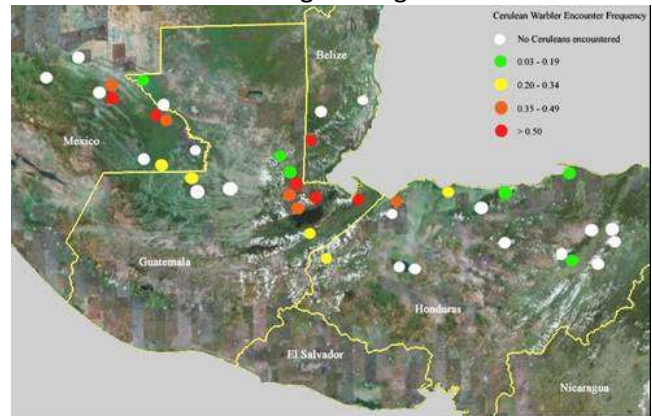 Cerulean Warbler Encounter Frequency
No Ceruleans encountered
0.03 - 0.19
0.20 - 0.34
0.35 - 0.49
> 0.50
Belize
Mexico
Guatemala
Honduras
El Salvador
Nicaragua